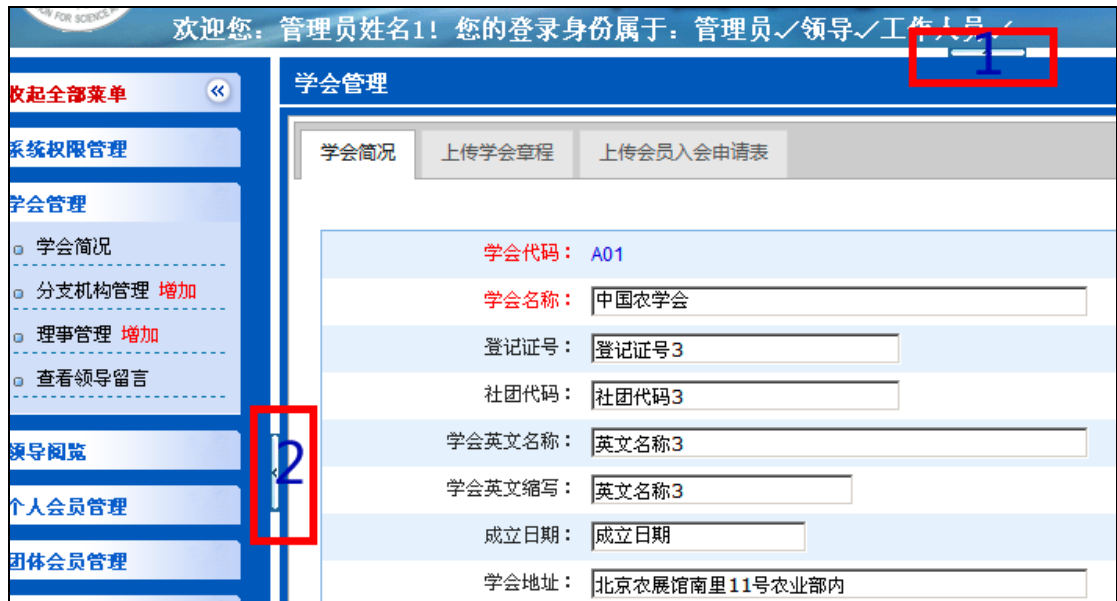 ON FOR SCIENCE
欢迎您：管理员姓名1！您的登录身份属于：管理员√领导√工作人员√
1
收起全部菜单
系统权限管理
学会管理
学会简况
分支机构管理 增加
理事管理 增加
查看领导留言
领导阅览
个人会员管理
团体会员管理
2
学会管理
学会简况 上传学会章程 上传会员入会申请表
学会代码： A01
学会名称： 中国农学会
登记证号： 登记证号3
社团代码： 社团代码3
学会英文名称： 英文名称3
学会英文缩写： 英文名称3
成立日期： 成立日期
学会地址： 北京农展馆南里11号农业部内